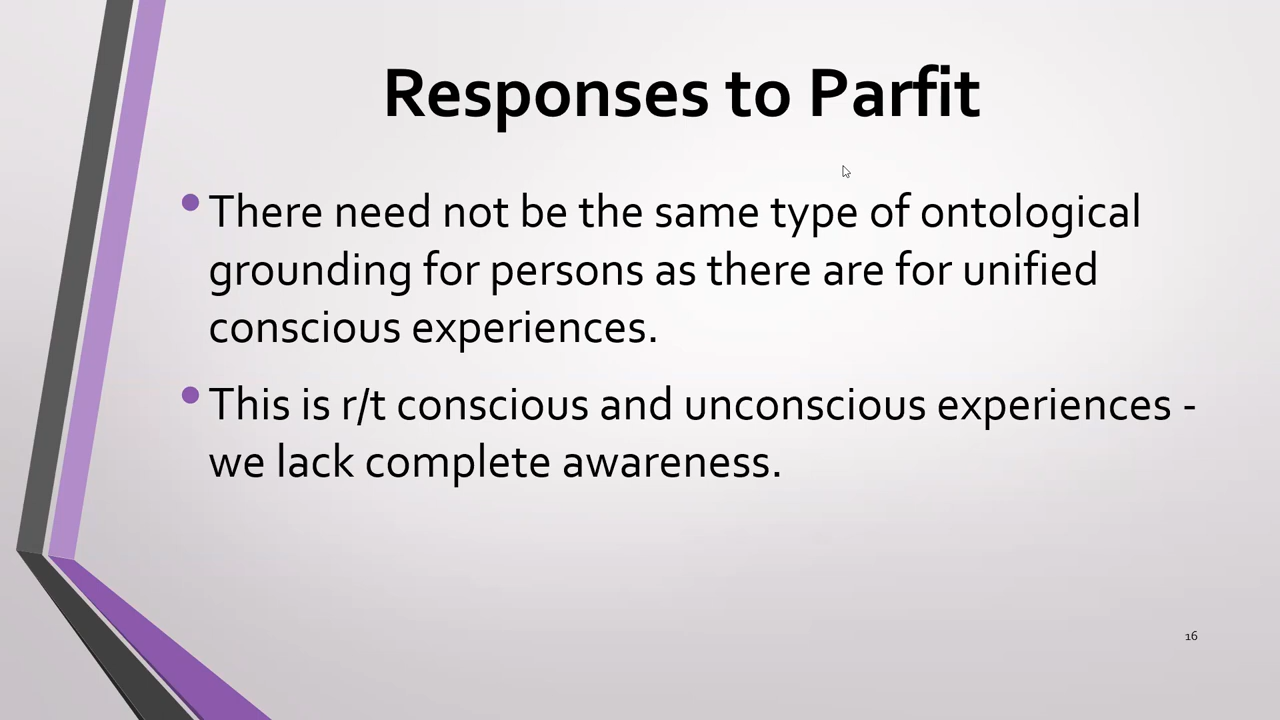 Responses to Parfit
• There need not be the same type of ontological
grounding for persons as there are for unified
conscious experiences.
• This is r/t conscious and unconscious experiences -
we lack complete awareness.
16